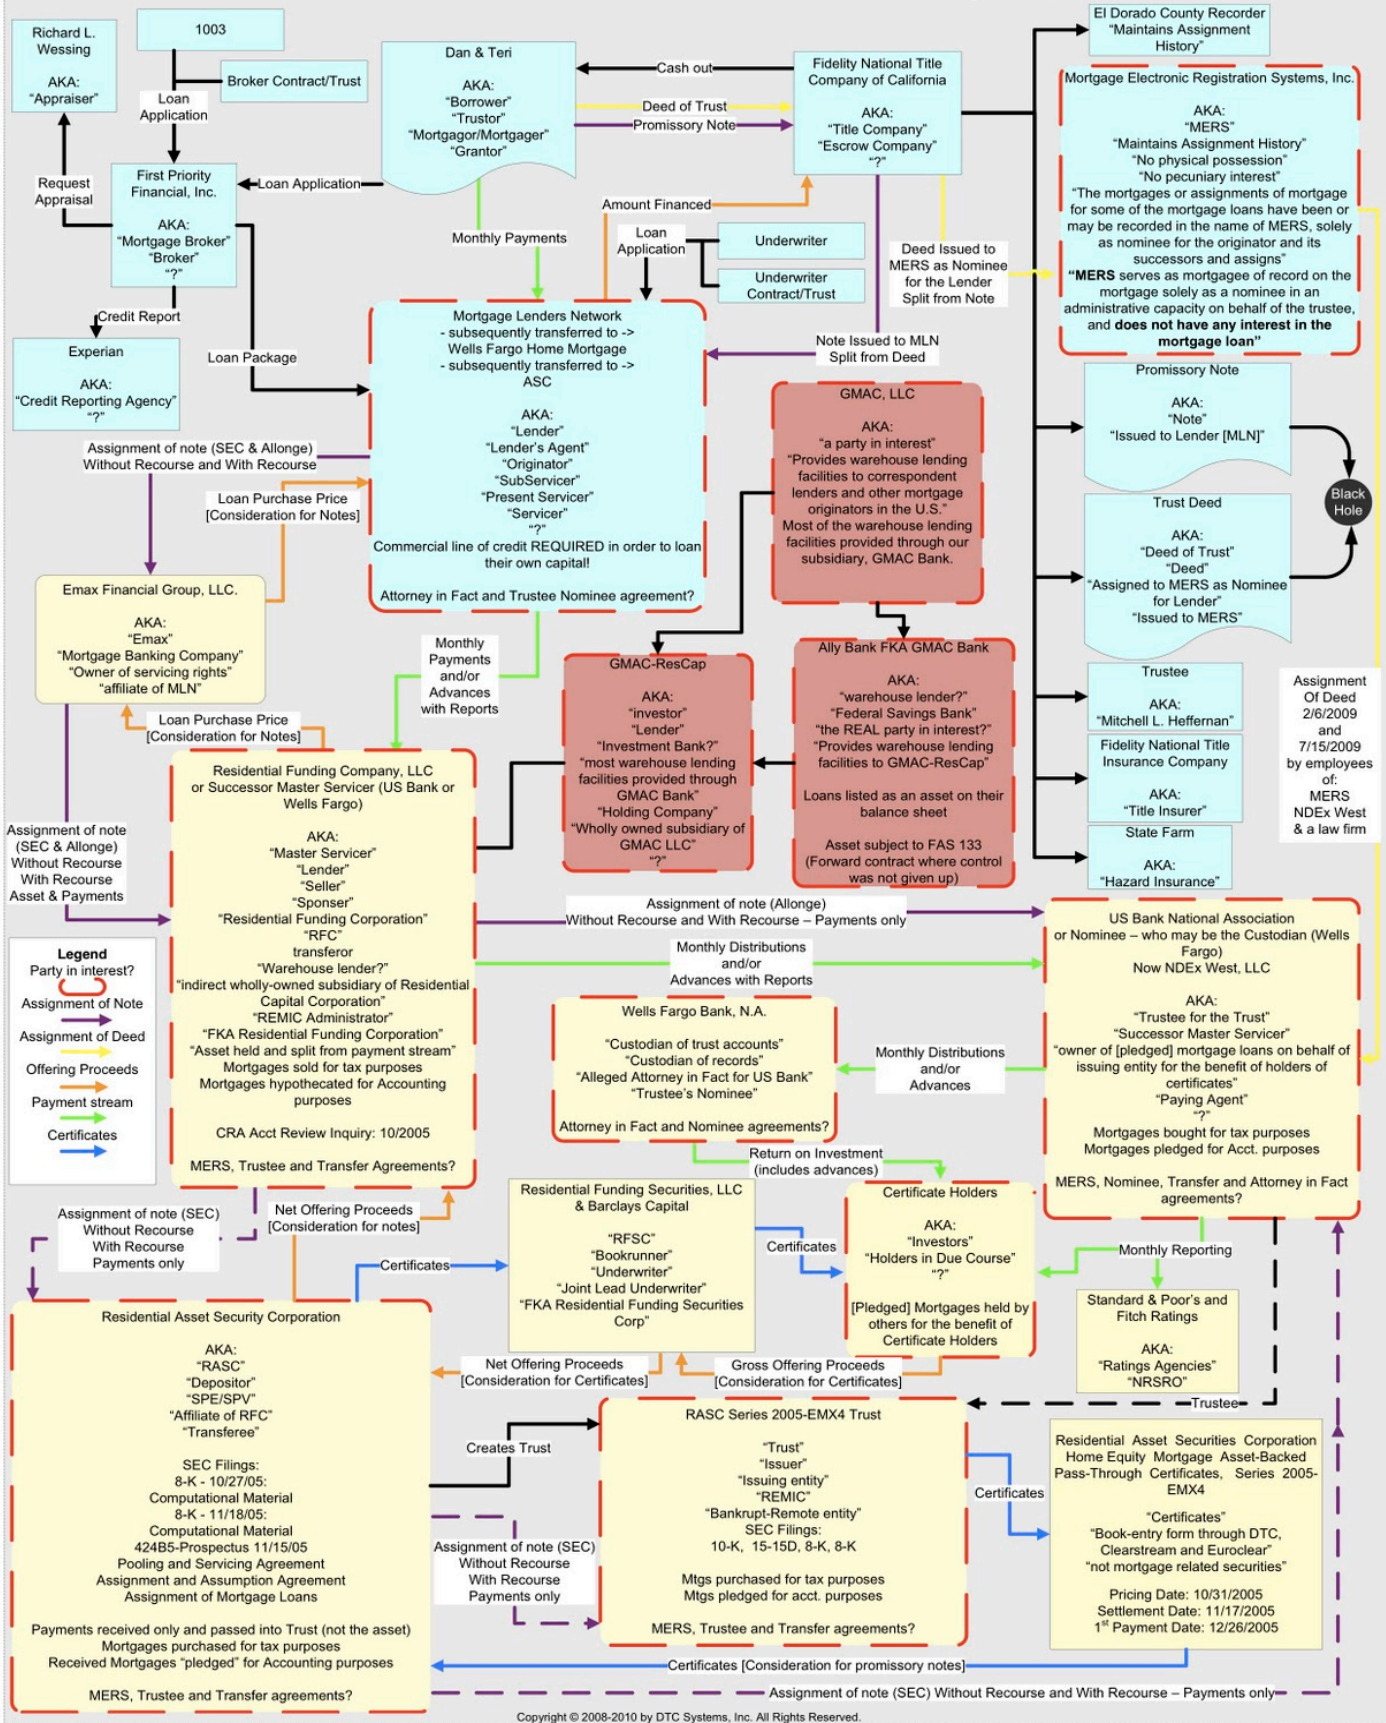 Richard L.
Wessing
AKA:
“Appraiser”
1003
Broker Contract/Trust
Loan
Application
Dan & Teri
AKA:
“Borrower”
“Trustor”
“Mortgagor/Mortgager”
“Grantor”
Cash out
Deed of Trust
Promissory Note
Fidelity National Title
Company of California
AKA:
“Title Company”
“Escrow Company”
“?”
El Dorado County Recorder
“Maintains Assignment
History”
Mortgage Electronic Registration Systems, Inc.
AKA:
“MERS”
“Maintains Assignment History”
“No physical possession”
“No pecuniary interest”
“The mortgages or assignments of mortgage
for some of the mortgage loans have been or
may be recorded in the name of MERS, solely
as nominee for the originator and its
successors and assigns”
“MERS serves as mortgagee of record on the
mortgage solely as a nominee in an
administrative capacity on behalf of the trustee,
and does not have any interest in the
mortgage loan”
Request
Appraisal
First Priority
Financial, Inc.
AKA:
“Mortgage Broker”
“Broker”
“?”
Loan Application
Monthly Payments
Amount Financed
Loan
Application
Underwriter
Underwriter
Contract/Trust
Deed Issued to
MERS as Nominee
for the Lender
Split from Note
Credit Report
Experian
AKA:
“Credit Reporting Agency”
“?”
Loan Package
Mortgage Lenders Network
- subsequently transferred to ->
Wells Fargo Home Mortgage
- subsequently transferred to ->
ASC
AKA:
“Lender”
“Lender’s Agent”
“Originator”
“SubServicer”
“Present Servicer”
“Servicer”
“?”
Commercial line of credit REQUIRED in order to loan
their own capital!
Attorney in Fact and Trustee Nominee agreement?
Note Issued to MLN
Split from Deed
GMAC, LLC
AKA:
“a party in interest”
“Provides warehouse lending
facilities to correspondent
lenders and other mortgage
originators in the U.S.”
Most of the warehouse lending
facilities provided through our
subsidiary, GMAC Bank.
Promissory Note
AKA:
“Note”
“Issued to Lender [MLN]”
Black
Hole
Trust Deed
AKA:
“Deed of Trust”
“Deed”
“Assigned to MERS as Nominee
for Lender”
“Issued to MERS”
Assignment of note (SEC & Allonge)
Without Recourse and With Recourse
Loan Purchase Price
[Consideration for Notes]
Emax Financial Group, LLC.
AKA:
“Emax”
“Mortgage Banking Company”
“Owner of servicing rights”
“affiliate of MLN”
Monthly
Payments
and/or
Advances
with Reports
GMAC-ResCap
AKA:
“investor”
“Lender”
“Investment Bank?”
“most warehouse lending
facilities provided through
GMAC Bank”
“Holding Company”
“Wholly owned subsidiary of
GMAC LLC”
“?”
Ally Bank FKA GMAC Bank
AKA:
“warehouse lender?”
“Federal Savings Bank”
“the REAL party in interest?”
“Provides warehouse lending
facilities to GMAC-ResCap”
Loans listed as an asset on their
balance sheet
Asset subject to FAS 133
(Forward contract where control
was not given up)
Trustee
AKA:
“Mitchell L. Heffernan”
Fidelity National Title
Insurance Company
AKA:
“Title Insurer”
State Farm
AKA:
“Hazard Insurance”
Assignment
Of Deed
2/6/2009
and
7/15/2009
by employees
of:
MERS
NDEx West
& a law firm
Loan Purchase Price
[Consideration for Notes]
Assignment of note
(SEC & Allonge)
Without Recourse
With Recourse
Asset & Payments
Residential Funding Company, LLC
or Successor Master Servicer (US Bank or
Wells Fargo)
AKA:
“Master Servicer”
“Lender”
“Seller”
“Sponser”
“Residential Funding Corporation”
“RFC”
transferor
“Warehouse lender?”
“indirect wholly-owned subsidiary of Residential
Capital Corporation”
“REMIC Administrator”
“FKA Residential Funding Corporation”
“Asset held and split from payment stream”
Mortgages sold for tax purposes
Mortgages hypothecated for Accounting
purposes
CRA Acct Review Inquiry: 10/2005
MERS, Trustee and Transfer Agreements?
Legend
Party in interest?
Assignment of Note
Assignment of Deed
Offering Proceeds
Payment stream
Certificates
Assignment of note (Allonge)
Without Recourse and With Recourse – Payments only
Monthly Distributions
and/or
Advances with Reports
US Bank National Association
or Nominee – who may be the Custodian (Wells
Fargo)
Now NDEx West, LLC
AKA:
“Trustee for the Trust”
“Successor Master Servicer”
“owner of [pledged] mortgage loans on behalf of
issuing entity for the benefit of holders of
certificates”
“Paying Agent”
“?”
Mortgages bought for tax purposes
Mortgages pledged for Acct. purposes
MERS, Nominee, Transfer and Attorney in Fact
agreements?
Wells Fargo Bank, N.A.
“Custodian of trust accounts”
“Custodian of records”
“Alleged Attorney in Fact for US Bank”
“Trustee’s Nominee”
Attorney in Fact and Nominee agreements?
Monthly Distributions
and/or
Advances
Return on Investment
(includes advances)
Assignment of note (SEC)
Without Recourse
With Recourse
Payments only
Net Offering Proceeds
[Consideration for notes]
Certificates
Residential Funding Securities, LLC
& Barclays Capital
“RFSC”
“Bookrunner”
“Underwriter”
“Joint Lead Underwriter”
“FKA Residential Funding Securities
Corp”
Certificates
Certificate Holders
AKA:
“Investors”
“Holders in Due Course”
“?”
[Pledged] Mortgages held by
others for the benefit of
Certificate Holders
Monthly Reporting
Standard & Poor’s and
Fitch Ratings
AKA:
“Ratings Agencies”
“NRSRO”
Residential Asset Security Corporation
AKA:
“RASC”
“Depositor”
“SPE/SPV”
“Affiliate of RFC”
“Transferee”
SEC Filings:
8-K - 10/27/05:
Computational Material
8-K - 11/18/05:
Computational Material
424B5-Prospectus 11/15/05
Pooling and Servicing Agreement
Assignment and Assumption Agreement
Assignment of Mortgage Loans
Payments received only and passed into Trust (not the asset)
Mortgages purchased for tax purposes
Received Mortgages “pledged” for Accounting purposes
MERS, Trustee and Transfer agreements?
Net Offering Proceeds
[Consideration for Certificates]
Gross Offering Proceeds
[Consideration for Certificates]
Trustee
Creates Trust
RASC Series 2005-EMX4 Trust
“Trust”
“Issuer”
“Issuing entity”
“REMIC”
“Bankrupt-Remote entity”
SEC Filings:
10-K, 15-15D, 8-K, 8-K
Mtgs purchased for tax purposes
Mtgs pledged for acct. purposes
MERS, Trustee and Transfer agreements?
Certificates
Residential Asset Securities Corporation
Home Equity Mortgage Asset-Backed
Pass-Through Certificates, Series 2005-
EMX4
“Certificates”
“Book-entry form through DTC,
Clearstream and Euroclear”
“not mortgage related securities”
Pricing Date: 10/31/2005
Settlement Date: 11/17/2005
1st Payment Date: 12/26/2005
Assignment of note (SEC)
Without Recourse
With Recourse
Payments only
Certificates [Consideration for promissory notes]
Assignment of note (SEC) Without Recourse and With Recourse – Payments only
Copyright © 2008-2010 by DTC Systems, Inc. All Rights Reserved.